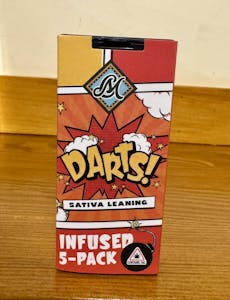 M
DARTS!
SATIVA LEANING
INFUSED
5-PACK